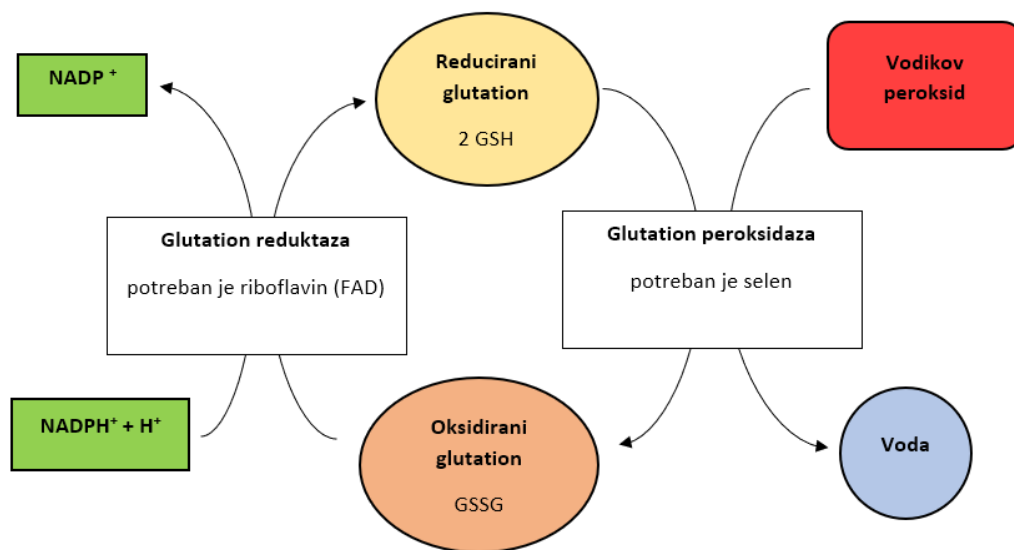 NADP ⁺
Reducirani
glutation
2 GSH
Vodikov
peroksid
Glutation reduktaza
potreban je riboflavin (FAD)
Glutation peroksidaza
potreban je selen
NADPH⁺ + H⁺
Oksidirani
glutation
GSSG
Voda